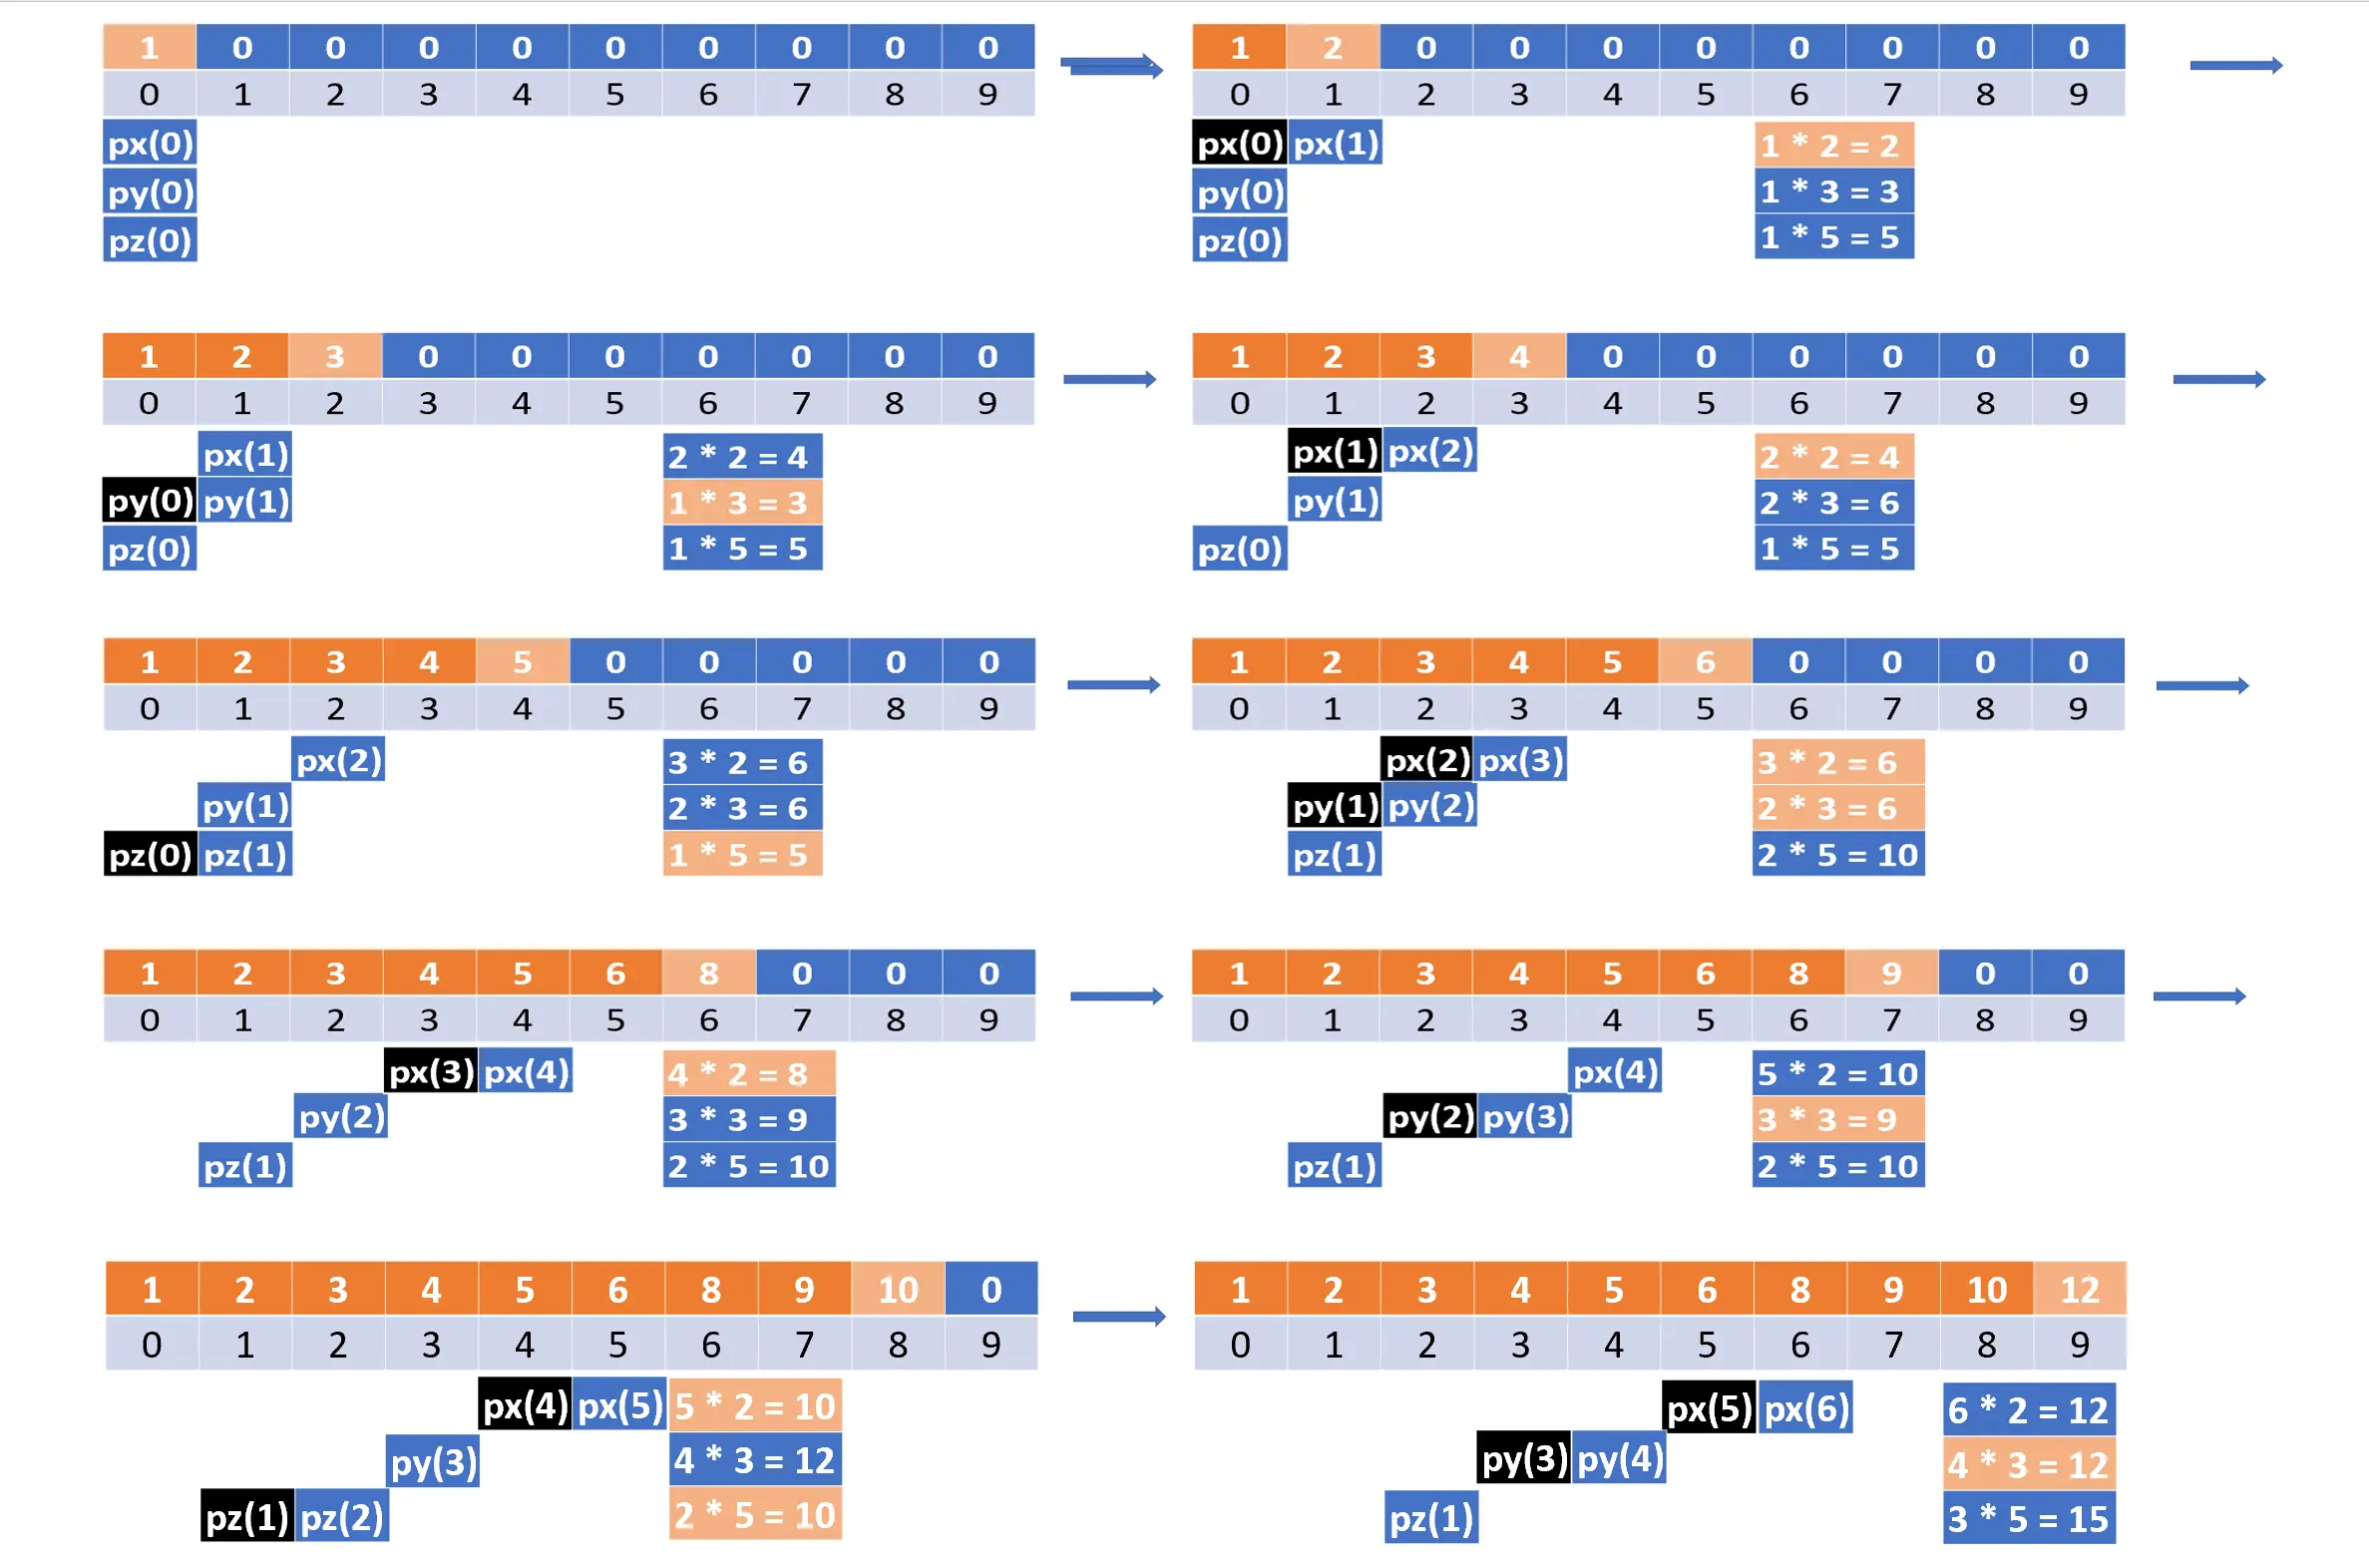 1 0 0 0 0 0 0 0 0 0
0 1 2 3 4 5 6 7 8 9
px(0)
py(0)
pz(0)
1 2 0 0 0 0 0 0 0 0
0 1 2 3 4 5 6 7 8 9
px(0) px(1) 1 * 2 = 2
py(0) 1 * 3 = 3
pz(0) 1 * 5 = 5
1 2 3 0 0 0 0 0 0 0
0 1 2 3 4 5 6 7 8 9
px(1) 2 * 2 = 4
py(0) py(1) 1 * 3 = 3
pz(0) 1 * 5 = 5
1 2 3 4 0 0 0 0 0 0
0 1 2 3 4 5 6 7 8 9
px(1) px(2) 2 * 2 = 4
py(1) 2 * 3 = 6
pz(0) 1 * 5 = 5
1 2 3 4 5 0 0 0 0 0
0 1 2 3 4 5 6 7 8 9
px(2) 3 * 2 = 6
py(1) 2 * 3 = 6
pz(0) pz(1) 1 * 5 = 5
1 2 3 4 5 6 0 0 0 0
0 1 2 3 4 5 6 7 8 9
px(2) px(3) 3 * 2 = 6
py(1) py(2) 2 * 3 = 6
pz(1) 2 * 5 = 10
1 2 3 4 5 6 8 0 0 0
0 1 2 3 4 5 6 7 8 9
px(3) px(4) 4 * 2 = 8
py(2) 3 * 3 = 9
pz(1) 2 * 5 = 10
1 2 3 4 5 6 8 9 0 0
0 1 2 3 4 5 6 7 8 9
px(4) 5 * 2 = 10
py(2) py(3) 3 * 3 = 9
pz(1) 2 * 5 = 10
1 2 3 4 5 6 8 9 10 0
0 1 2 3 4 5 6 7 8 9
px(4) px(5) 5 * 2 = 10
py(3) 4 * 3 = 12
pz(1) pz(2) 2 * 5 = 10
1 2 3 4 5 6 8 9 10 12
0 1 2 3 4 5 6 7 8 9
px(5) px(6) 6 * 2 = 12
py(3) py(4) 4 * 3 = 12
pz(1) 3 * 5 = 15